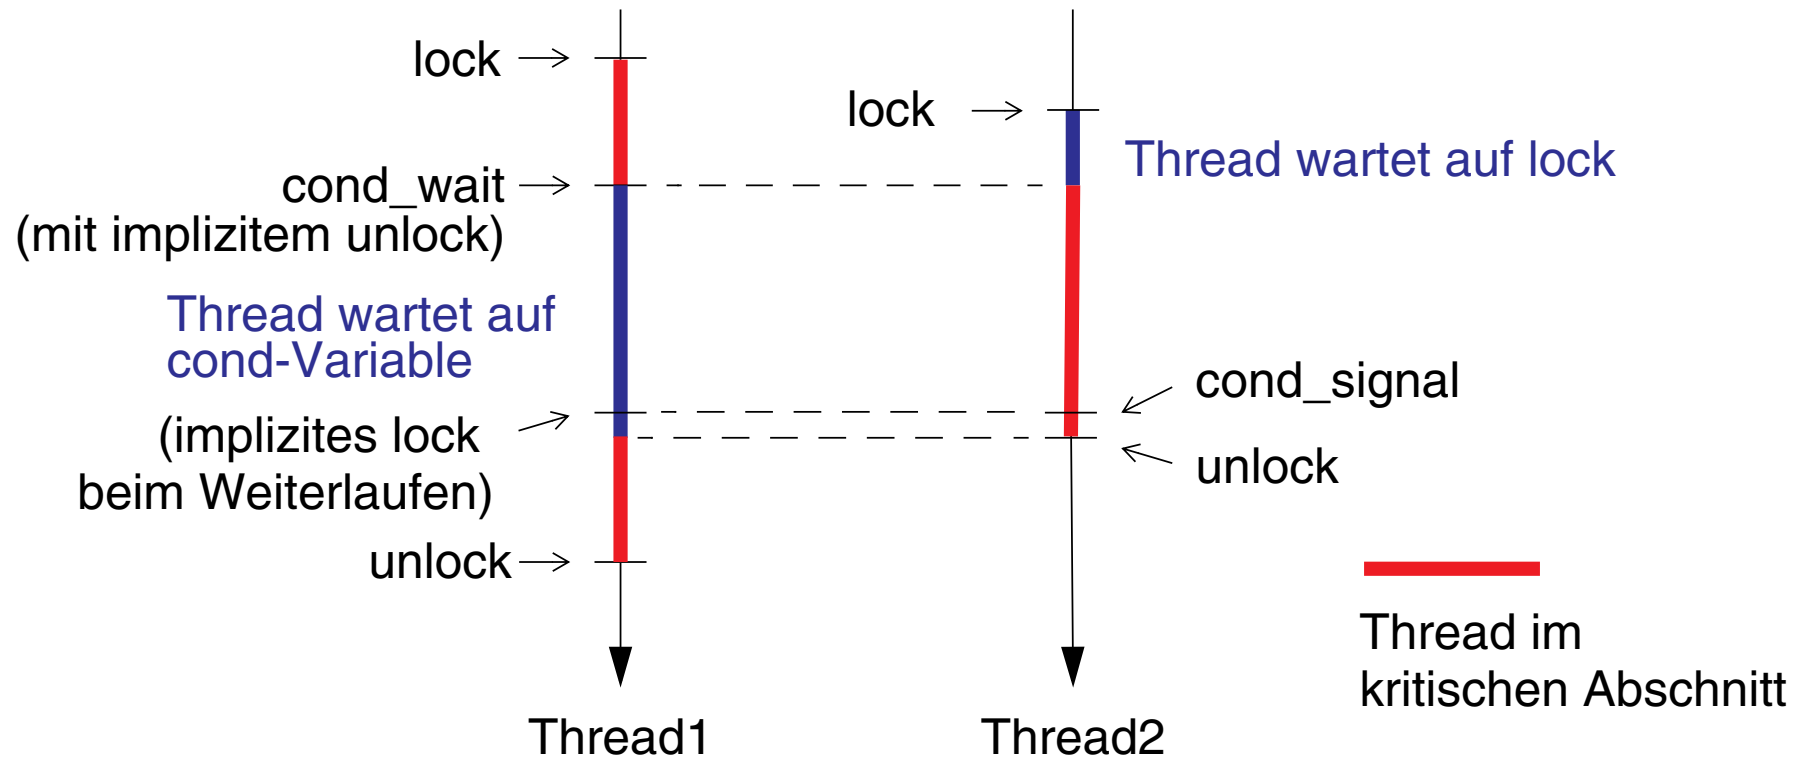 lock
cond_wait
(mit implizitem unlock)
Thread wartet auf
cond-Variable
(implizites lock
beim Weiterlaufen)
unlock
lock
Thread wartet auf lock
cond_signal
unlock
Thread im
kritischen Abschnitt
Thread1
Thread2